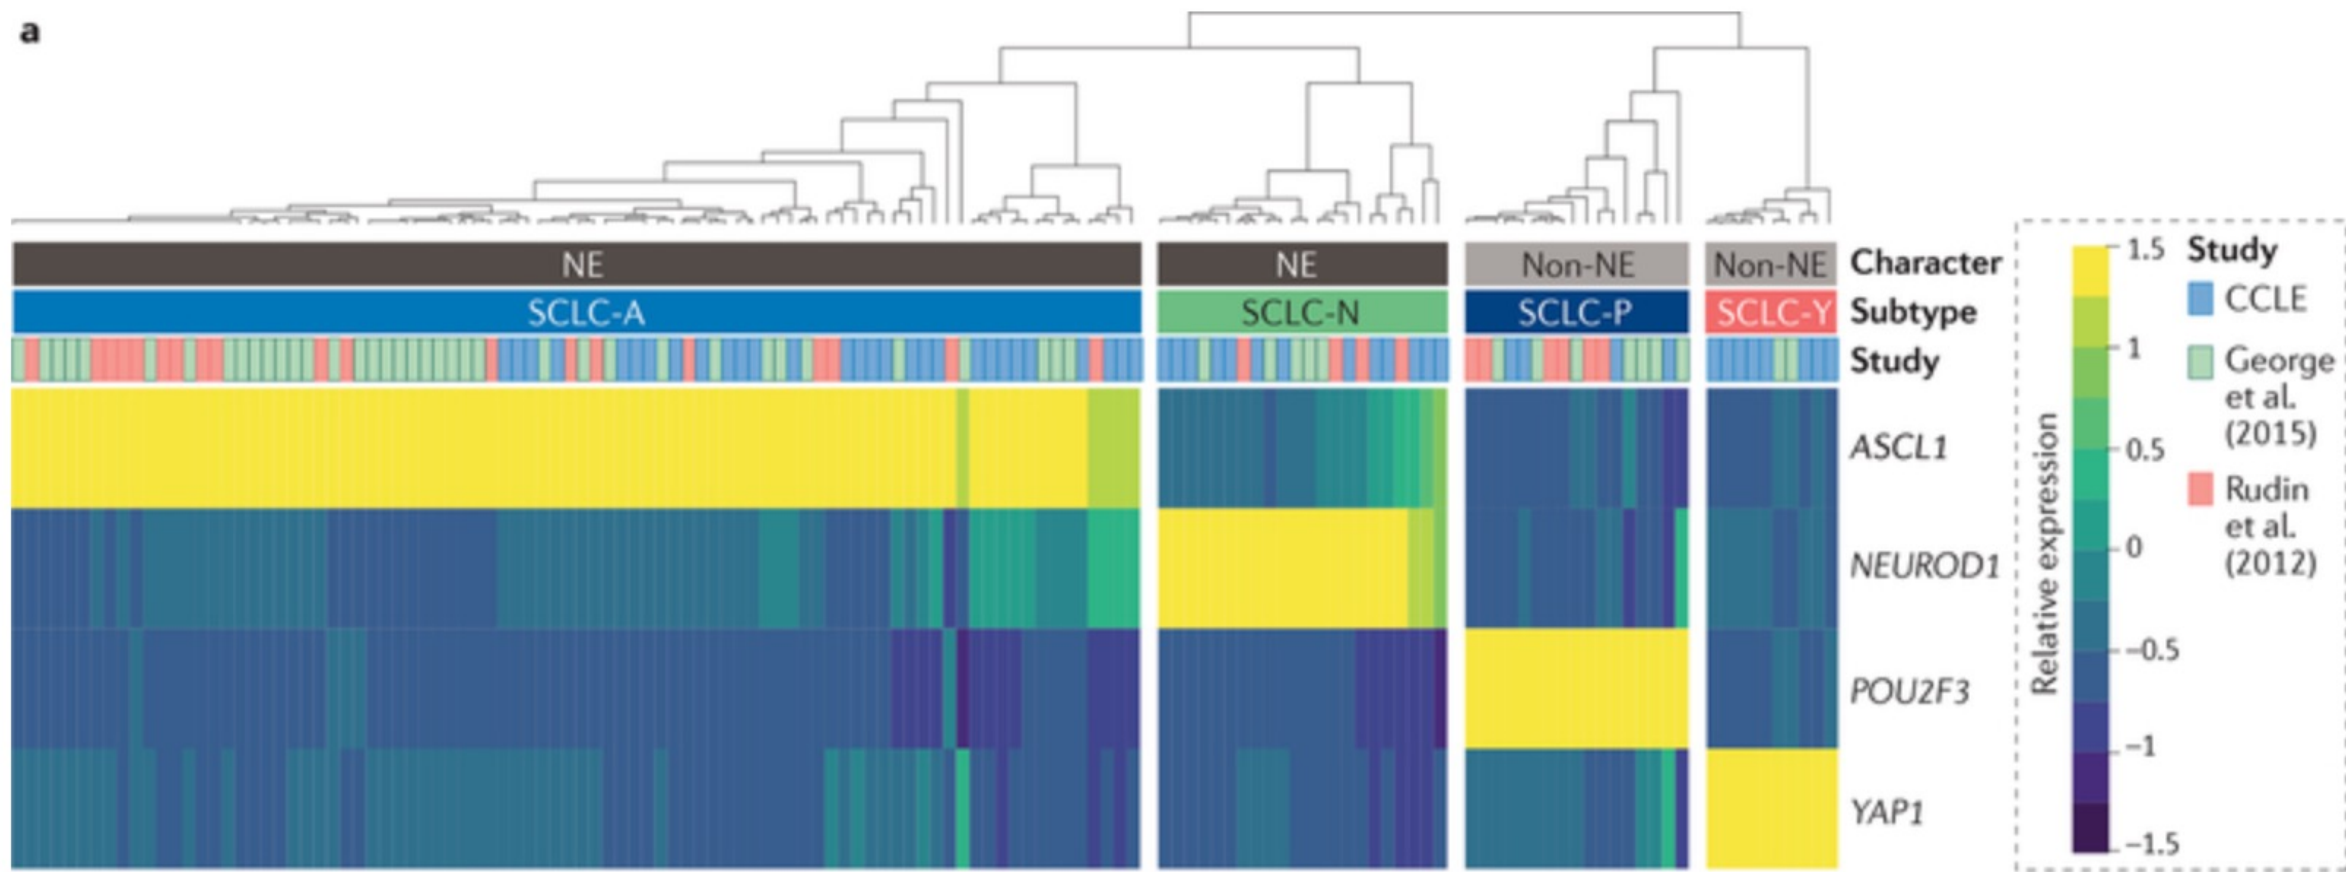 a
NE NE Non-NE Non-NE Character
SCLC-A SCLC-N SCLC-P SCLC-Y Subtype
Study
ASCL1
NEUROD1
POU2F3
YAP1
Relative expression
1.5
1
0.5
0
−0.5
−1
−1.5
Study
CCLE
George
et al.
(2015)
Rudin
et al.
(2012)